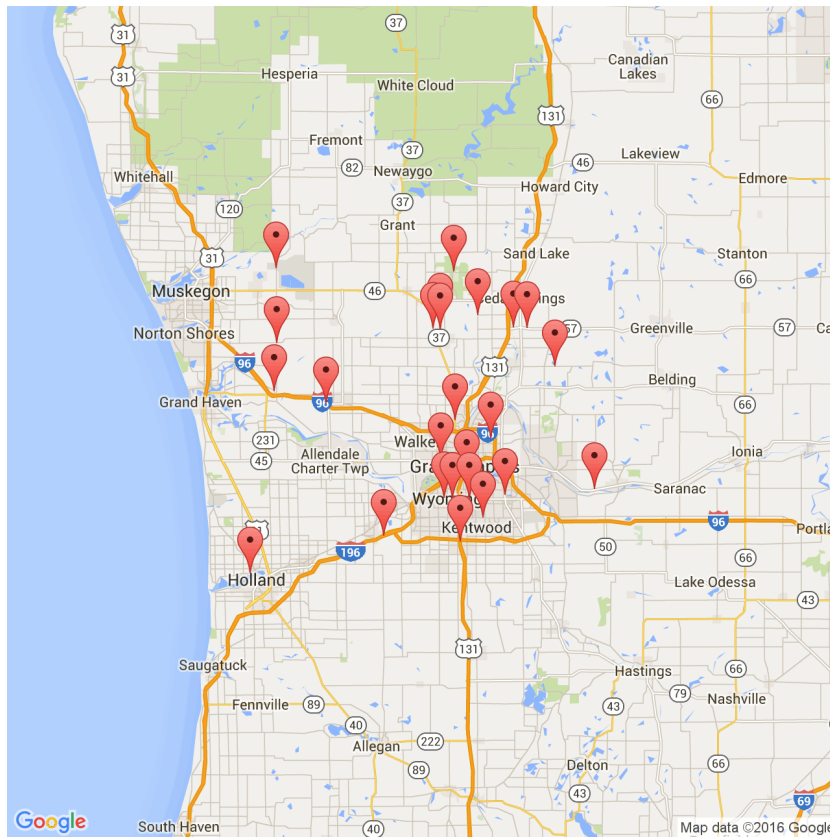 31
37
31
Hesperia
White Cloud
Canadian
Lakes
66
131
Fremont
37
Lakeview
82
Newaygo
46
Whitehall
Howard City
Edmore
120
37
Grant
31
Sand Lake
Stanton
Muskegon
46
66
Norton Shores
37
57
Greenville
57
96
131
Belding
Grand Haven
96
66
231
Walke
96
Allendale
Charter Twp
45
Ionia
Wyoming
Saranac
Kentwood
96
Portla
196
50
Holland
Lake Odessa
43
131
Saugatuck
Hastings
66
79
Nashville
Fennville
89
43
40
222
Allegan
89
Delton
66
43
69
South Haven
40
Google
Map data ©2016 Google